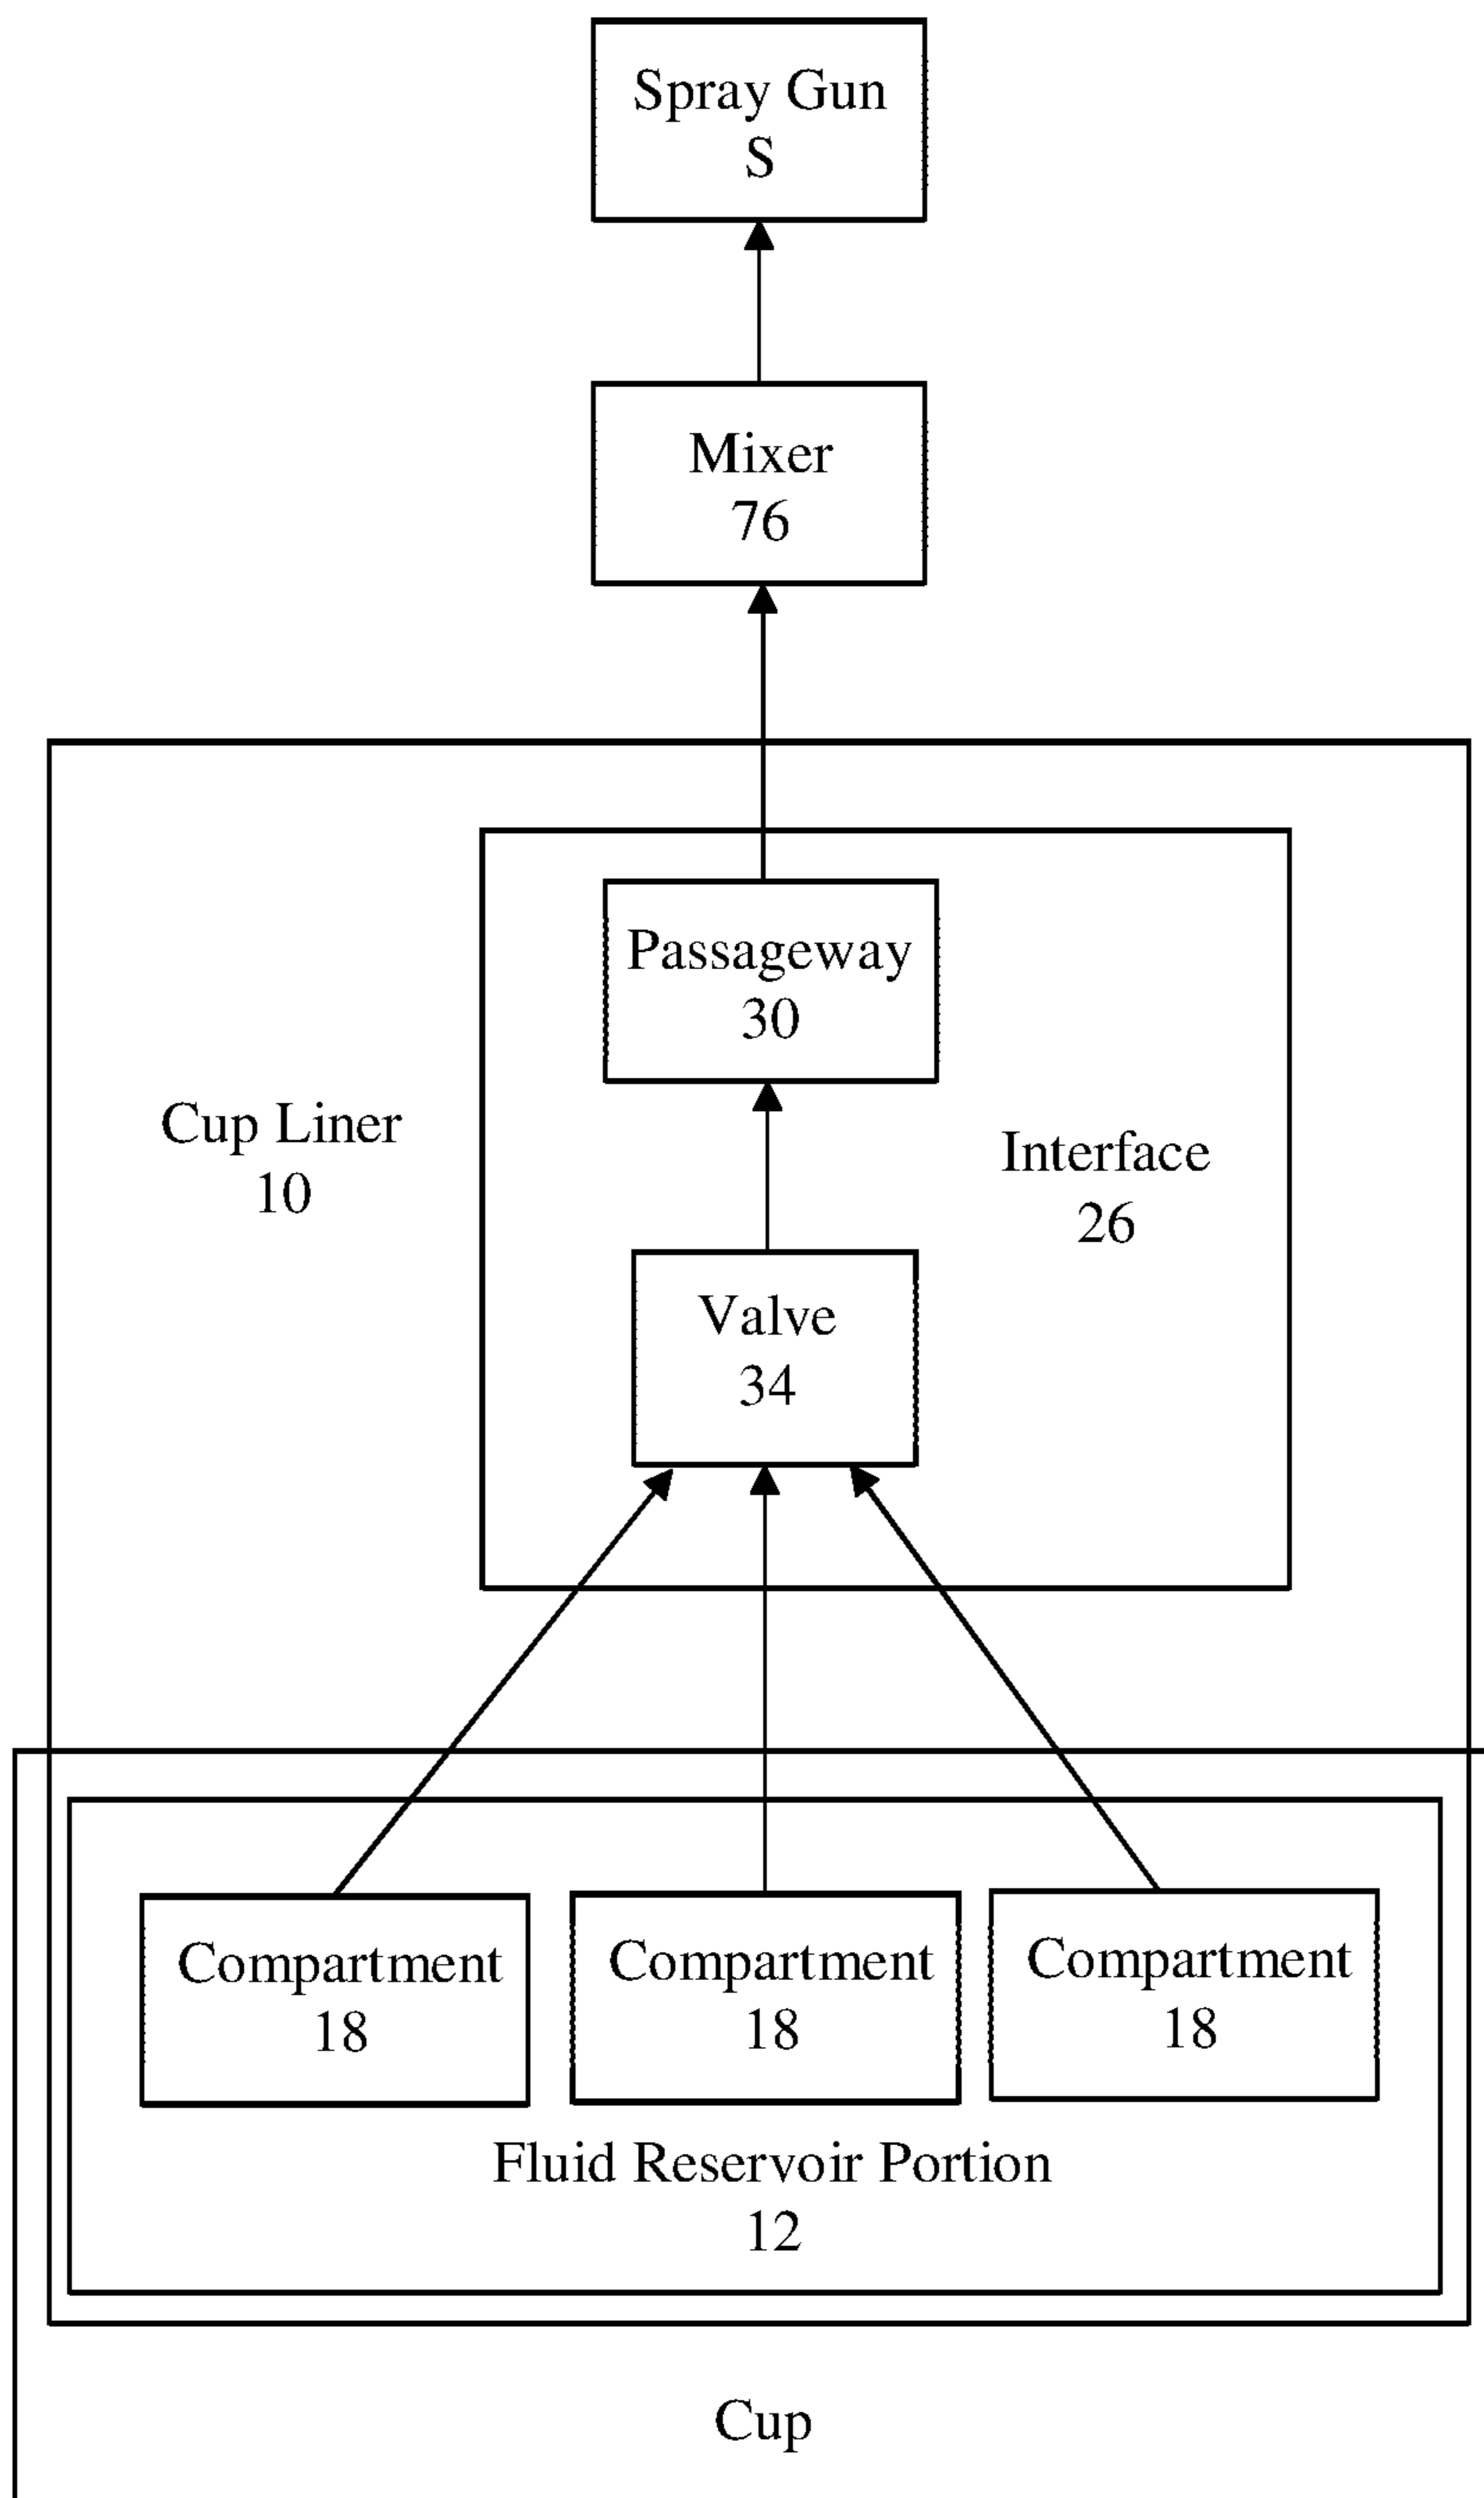 Spray Gun
S
Mixer
76
Passageway
30
Cup Liner
10
Interface
26
Valve
34
Compartment
18
Compartment
18
Compartment
18
Fluid Reservoir Portion
12
Cup